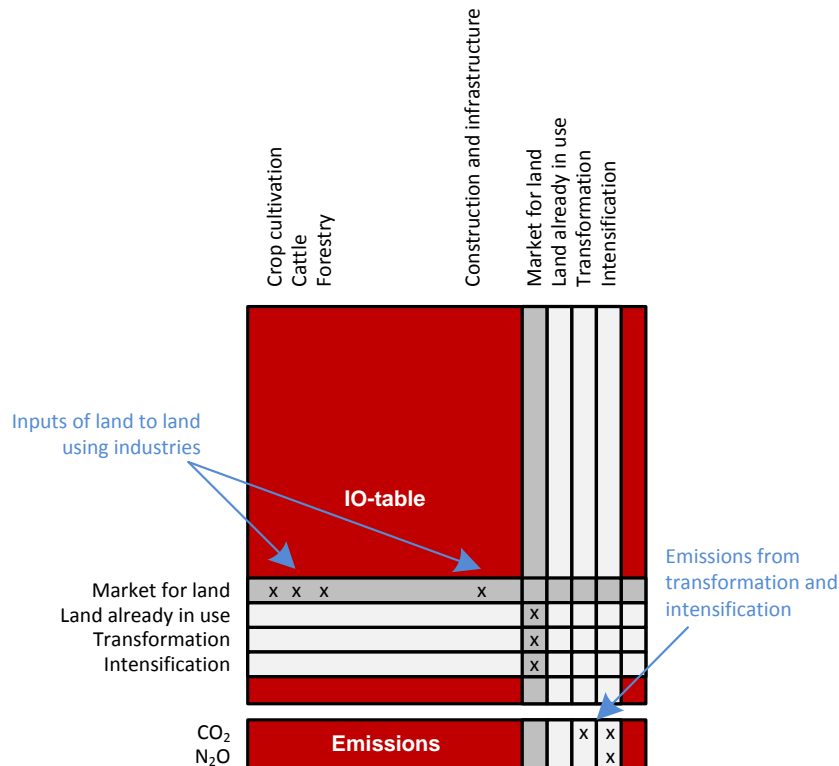 Crop cultivation
Cattle
Forestry
Construction and infrastructure
Market for land
Land already in use
Transformation
Intensification
Inputs of land to land
using industries
IO-table
Emissions from
transformation and
intensification
Market for land x x x x
Land already in use x
Transformation x
Intensification x
CO₂ x x
Emissions
N₂O x